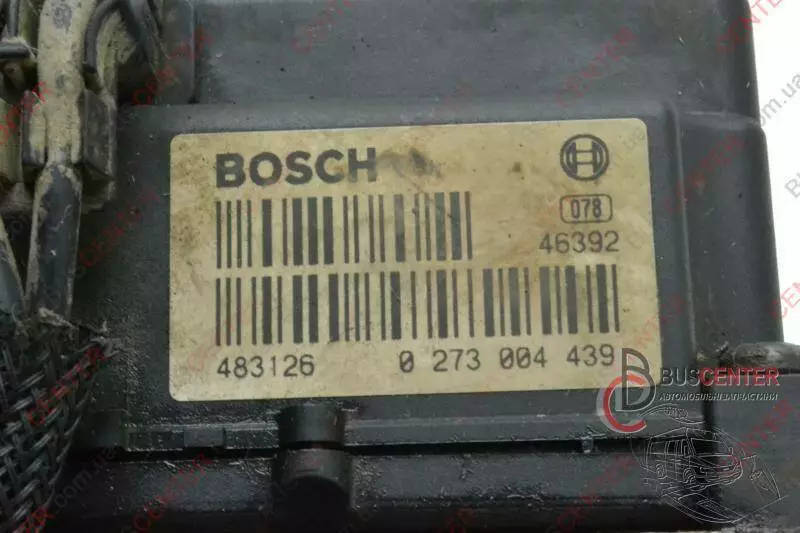 BOSCH
078
46392
483126 0 273 004 439
BUSCENTER
АВТОМОБІЛЬНІ ЗАПЧАСТИНИ